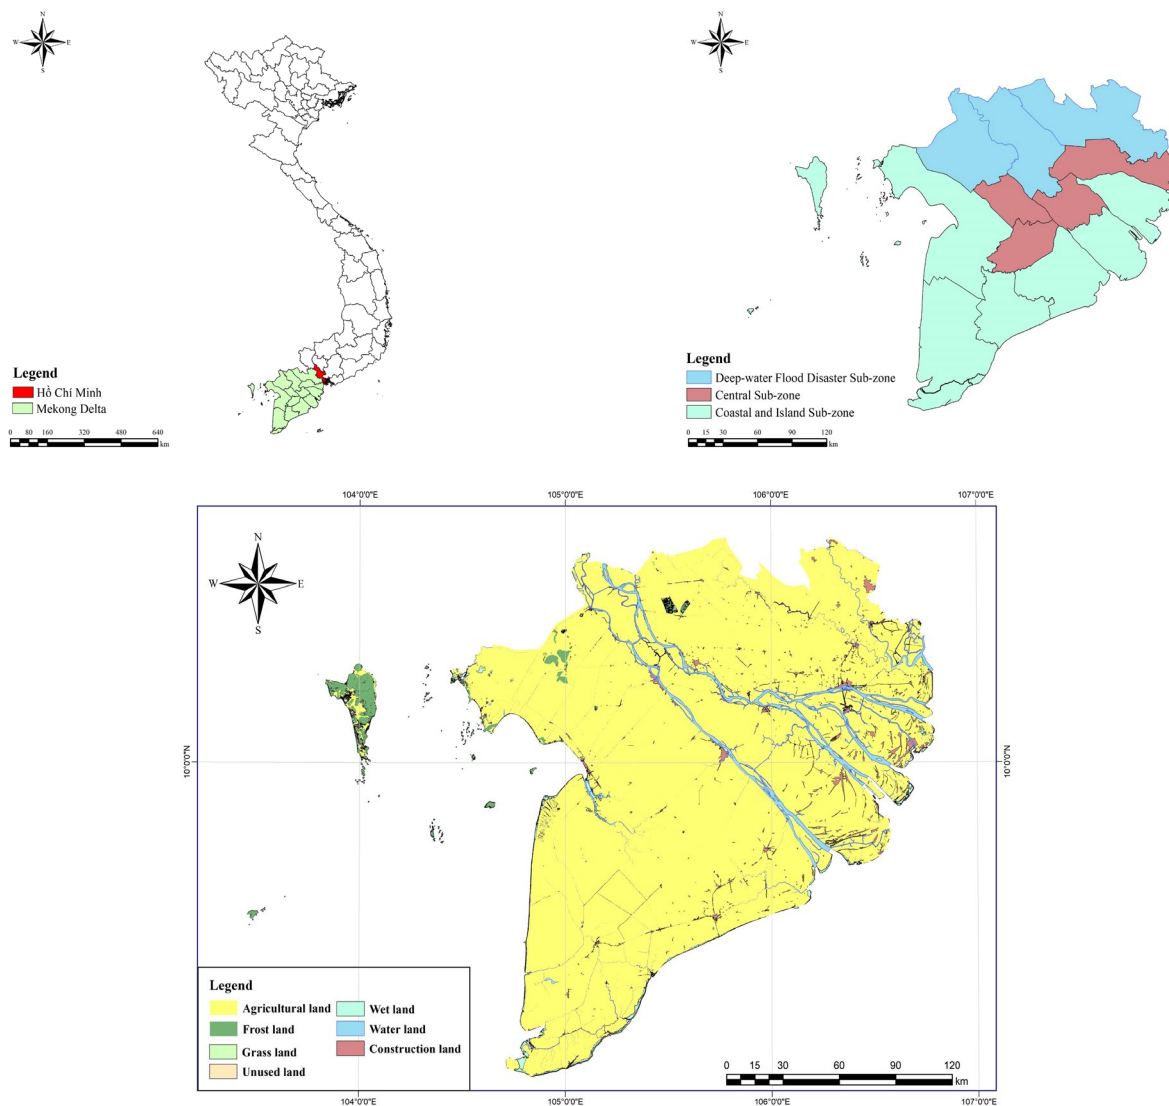 N
W E
S
Legend
Hồ Chí Minh
Mekong Delta
0 80 160 320 480 640
km
N
W E
S
Legend
Deep-water Flood Disaster Sub-zone
Central Sub-zone
Coastal and Island Sub-zone
0 15 30 60 90 120
km
104°0'0"E 105°0'0"E 106°0'0"E 107°0'0"E
N
W E
S
10°0'0"N 10°0'0"N
Legend
Agricultural land
Frost land
Grass land
Unused land
Wet land
Water land
Construction land
0 15 30 60 90 120
km
104°0'0"E 105°0'0"E 106°0'0"E 107°0'0"E